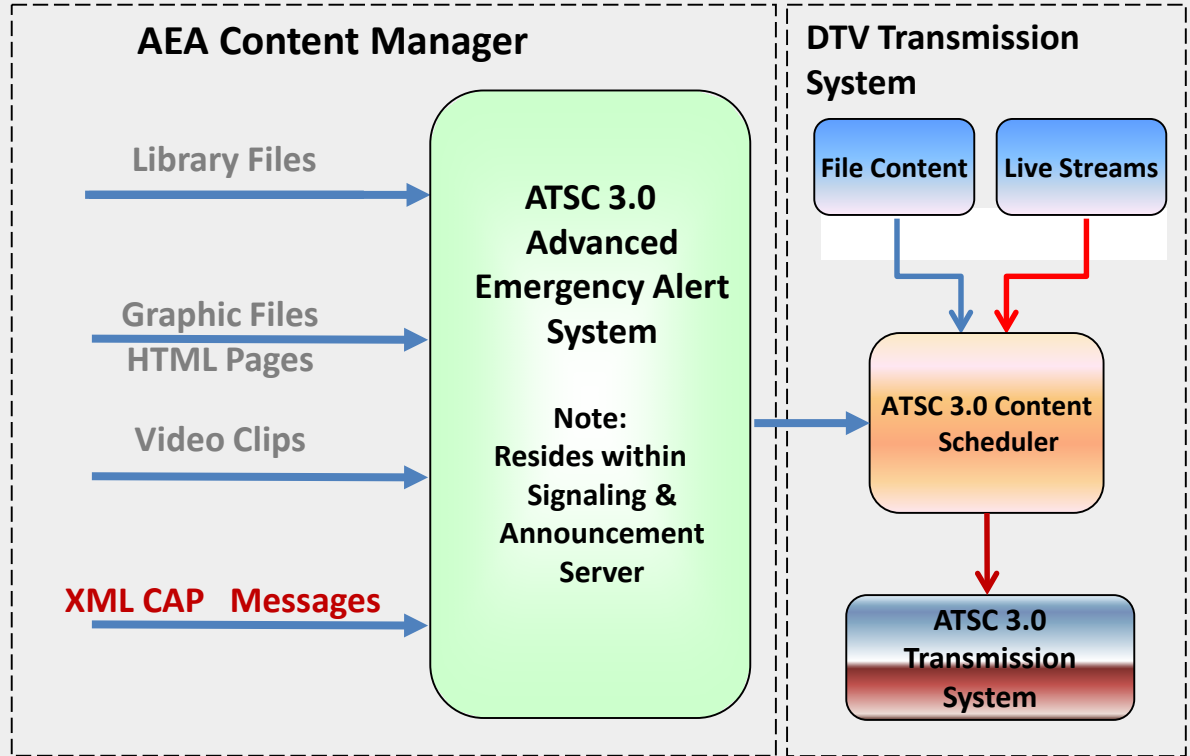 AEA Content Manager
Library Files
Graphic Files
HTML Pages
Video Clips
XML CAP Messages
ATSC 3.0
Advanced
Emergency Alert
System
Note:
Resides within
Signaling &
Announcement
Server
DTV Transmission
System
File Content
Live Streams
ATSC 3.0 Content
Scheduler
ATSC 3.0
Transmission
System